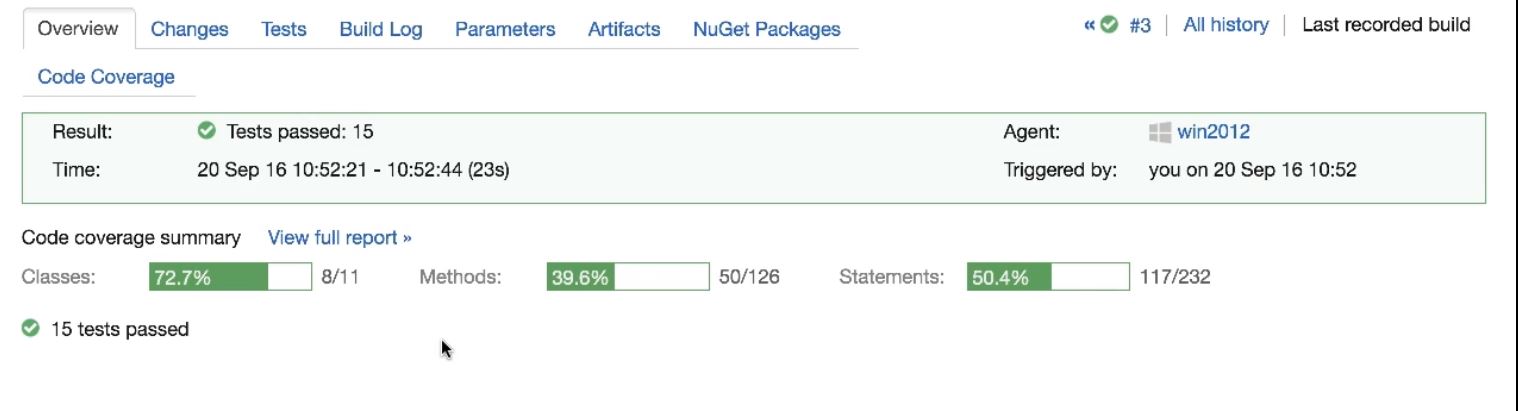 Overview Changes Tests Build Log Parameters Artifacts NuGet Packages « #3 All history Last recorded build
Code Coverage
Result: Tests passed: 15 Agent: win2012
Time: 20 Sep 16 10:52:21 - 10:52:44 (23s) Triggered by: you on 20 Sep 16 10:52
Code coverage summary View full report »
Classes: 72.7% 8/11 Methods: 39.6% 50/126 Statements: 50.4% 117/232
15 tests passed